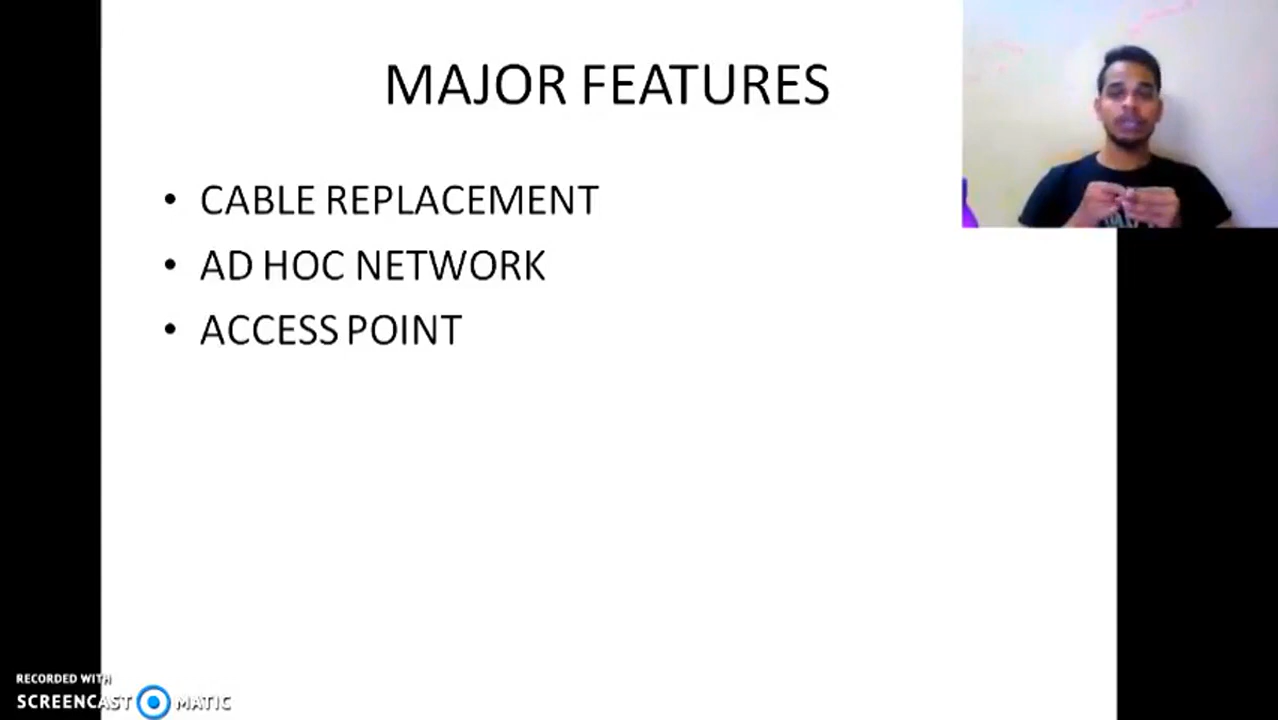 MAJOR FEATURES
• CABLE REPLACEMENT
• AD HOC NETWORK
• ACCESS POINT
RECORDED WITH
SCREENCAST MATIC